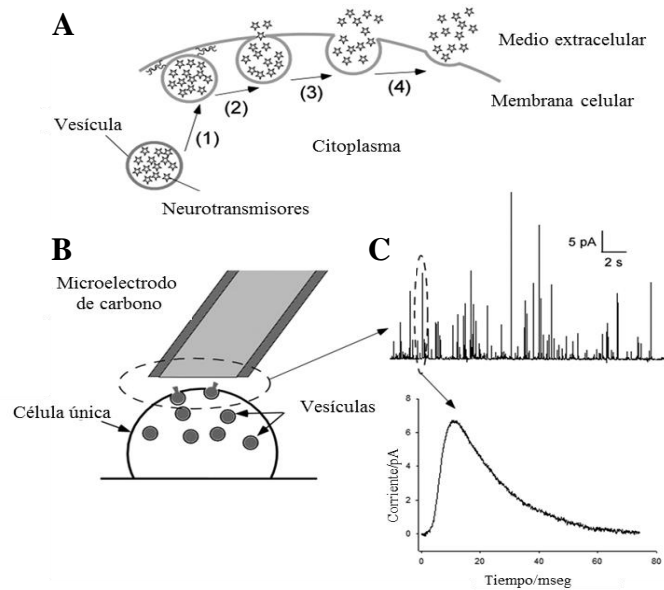 A
Medio extracelular
(1)
(2)
(3)
(4)
Membrana celular
Vesícula
Citoplasma
Neurotransmisores
B
Microelectrodo
de carbono
Célula única
Vesículas
C
5 pA
2 s
Corriente/pA
8
6
4
2
0
0
20
40
60
80
Tiempo/mseg